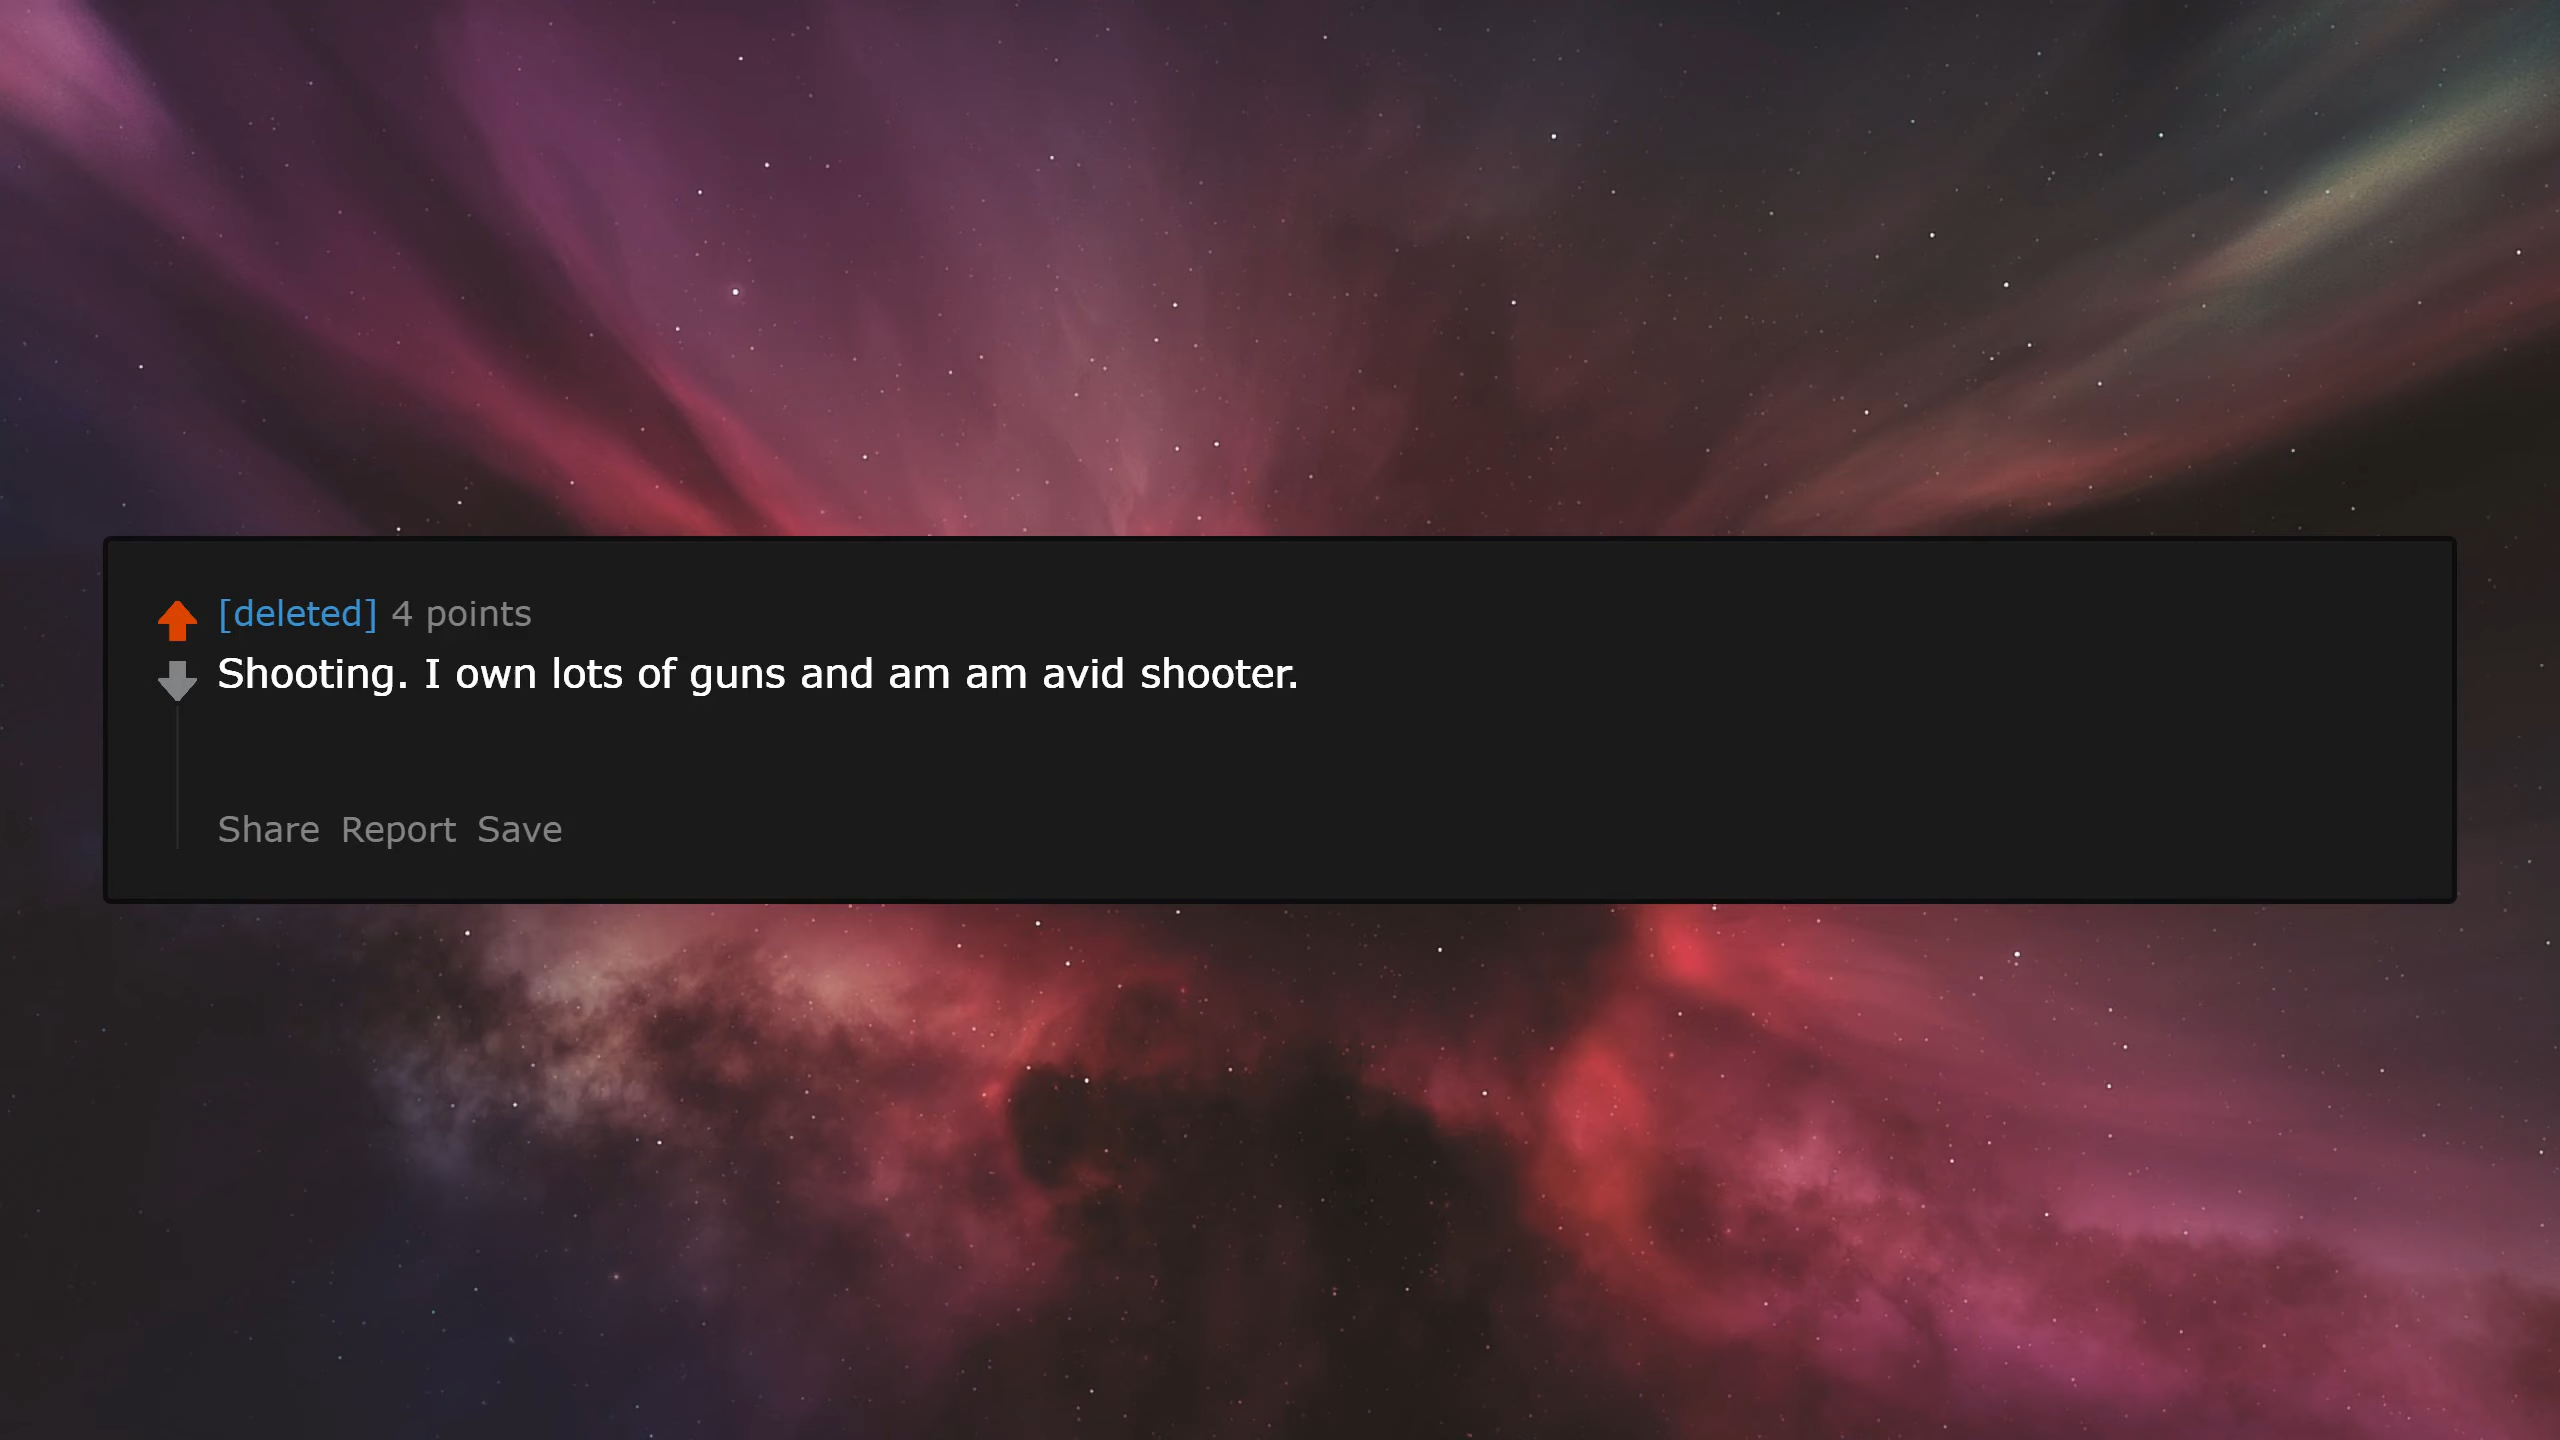 [deleted] 4 points
Shooting. I own lots of guns and am am avid shooter.
Share Report Save